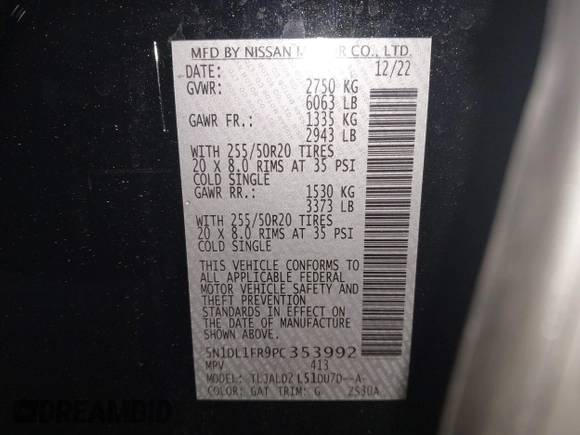 MFD BY NISSAN MOTOR CO., LTD.
DATE: 12/22
GVWR: 2750 KG
6063 LB
GAWR FR.: 1335 KG
2943 LB
WITH 255/50R20 TIRES
20 X 8.0 RIMS AT 35 PSI
COLD SINGLE
GAWR RR.: 1530 KG
3373 LB
WITH 255/50R20 TIRES
20 X 8.0 RIMS AT 35 PSI
COLD SINGLE
THIS VEHICLE CONFORMS TO
ALL APPLICABLE FEDERAL
MOTOR VEHICLE SAFETY AND
THEFT PREVENTION
STANDARDS IN EFFECT ON
THE DATE OF MANUFACTURE
SHOWN ABOVE.
5N1DL1FR9PC353992
MPV 413
MODEL: TLJALDZ L51DU7D--A-
COLOR: GAT TRIM: G 2S30A
DREAMBID